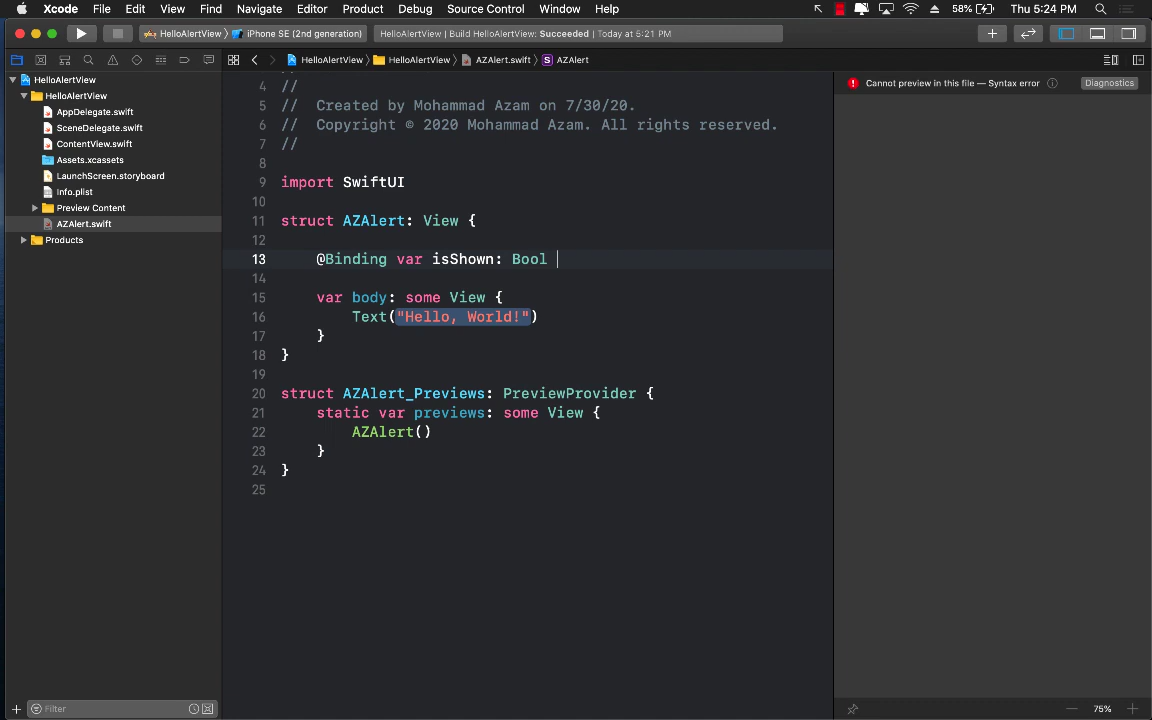 Xcode File Edit View Find Navigate Editor Product Debug Source Control Window Help 58% Thu 5:24 PM
HelloAlertView iPhone SE (2nd generation) HelloAlertView | Build HelloAlertView: Succeeded | Today at 5:21 PM
HelloAlertView HelloAlertView AZAlert.swift S AZAlert
HelloAlertView
HelloAlertView
AppDelegate.swift
SceneDelegate.swift
ContentView.swift
Assets.xcassets
LaunchScreen.storyboard
Info.plist
Preview Content
AZAlert.swift
Products
4 //
5 // Created by Mohammad Azam on 7/30/20.
6 // Copyright © 2020 Mohammad Azam. All rights reserved.
7 //
8
9 import SwiftUI
10
11 struct AZAlert: View {
12
13 @Binding var isShown: Bool
14
15 var body: some View {
16 Text("Hello, World!")
17 }
18 }
19
20 struct AZAlert_Previews: PreviewProvider {
21 static var previews: some View {
22 AZAlert()
23 }
24 }
25
Cannot preview in this file — Syntax error Diagnostics
Filter
75%